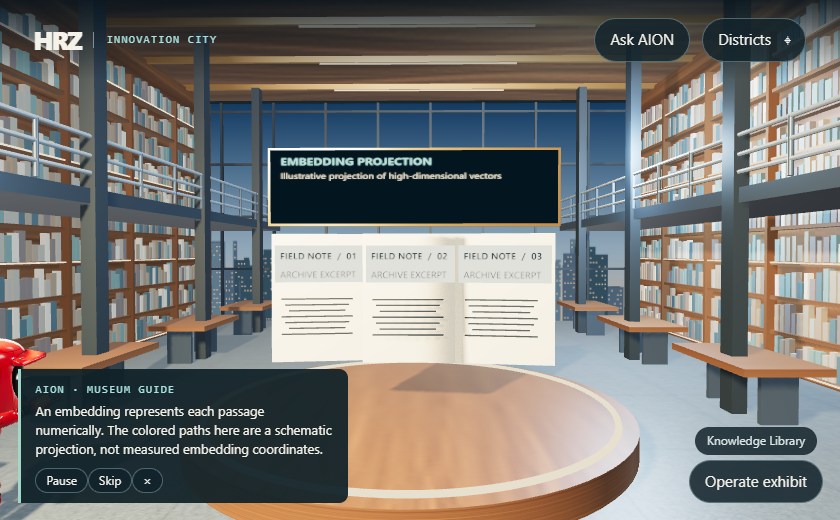 HRZ
INNOVATION CITY
Ask AION
Districts
EMBEDDING PROJECTION
Illustrative projection of high-dimensional vectors
FIELD NOTE / 01
ARCHIVE EXCERPT
FIELD NOTE / 02
ARCHIVE EXCERPT
FIELD NOTE / 03
ARCHIVE EXCERPT
AION · MUSEUM GUIDE
An embedding represents each passage
numerically. The colored paths here are a schematic
projection, not measured embedding coordinates.
Pause
Skip
×
Knowledge Library
Operate exhibit